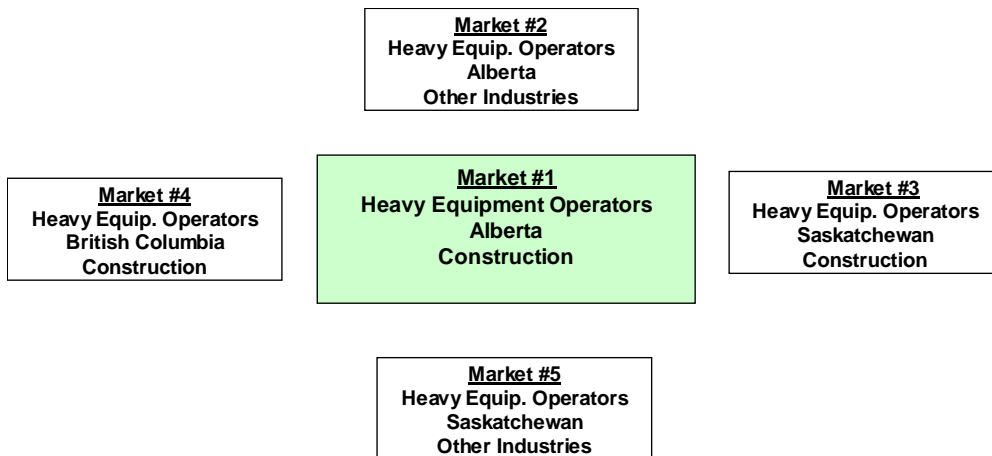 Market #2
Heavy Equip. Operators
Alberta
Other Industries
Market #4
Heavy Equip. Operators
British Columbia
Construction
Market #1
Heavy Equipment Operators
Alberta
Construction
Market #3
Heavy Equip. Operators
Saskatchewan
Construction
Market #5
Heavy Equip. Operators
Saskatchewan
Other Industries